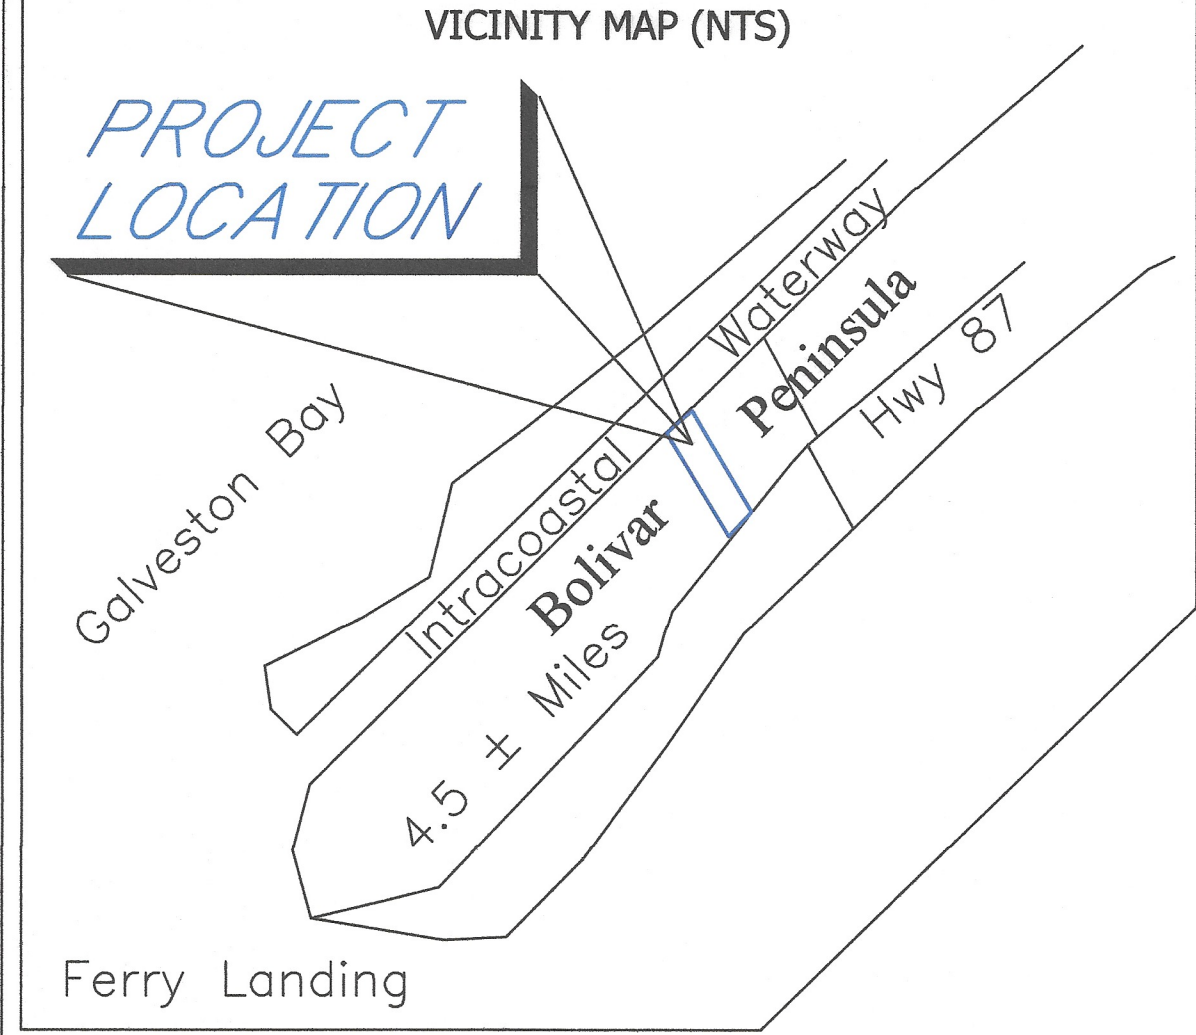 VICINITY MAP (NTS)
PROJECT
LOCATION
Galveston Bay
Intracoastal Waterway
Bolivar Peninsula
Hwy 87
4.5 ± Miles
Ferry Landing